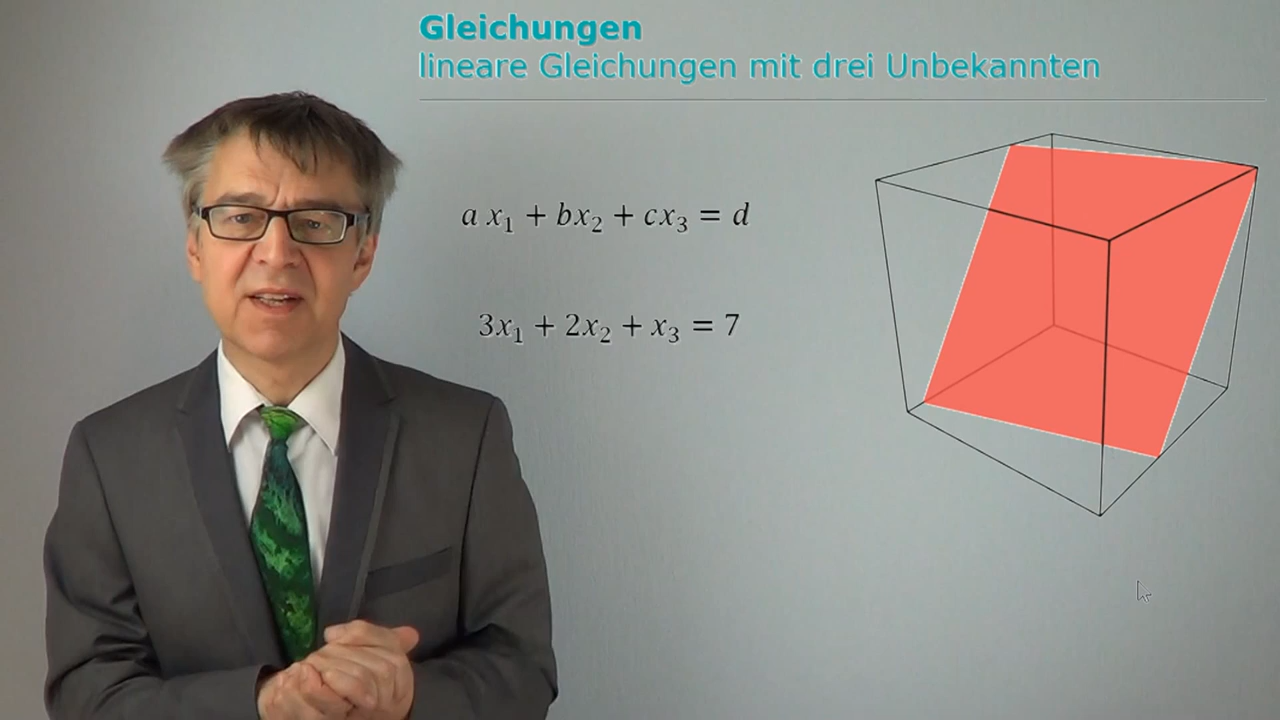 Gleichungen
lineare Gleichungen mit drei Unbekannten
a x₁ + bx₂ + cx₃ = d
3x₁ + 2x₂ + x₃ = 7